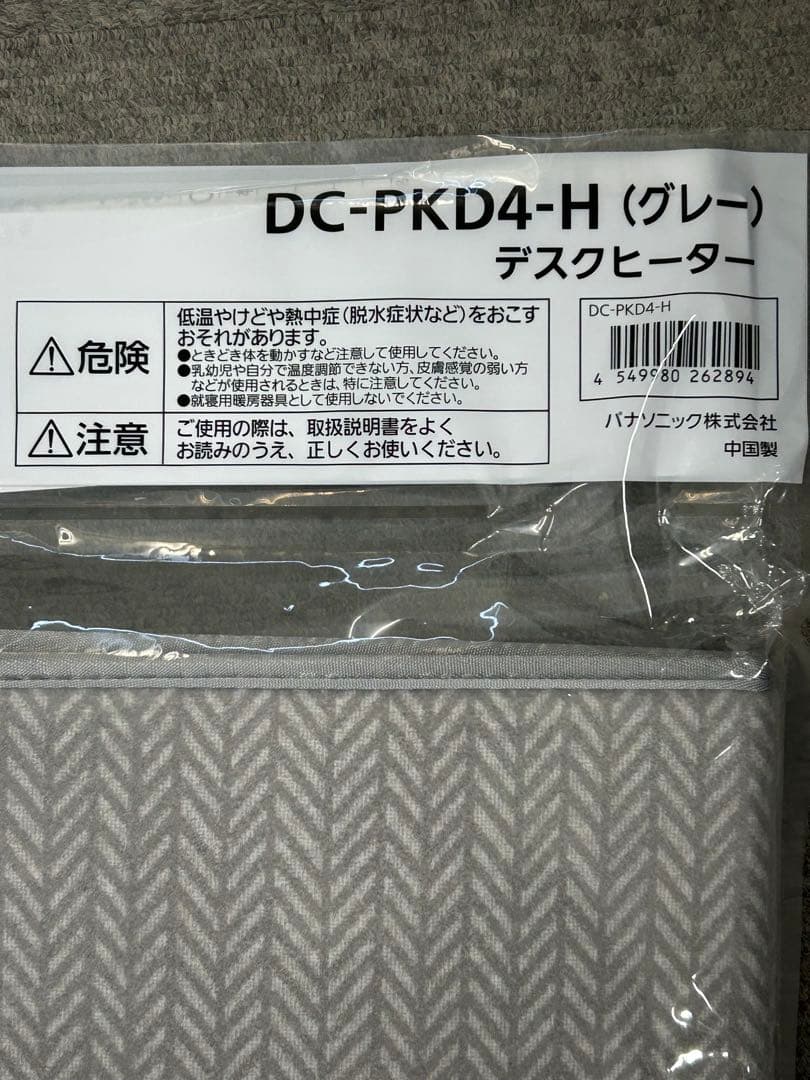 DC-PKD4-H（グレー）
デスクヒーター
⚠危険
低温やけどや熱中症（脱水症状など）をおこす
おそれがあります。
●ときどき体を動かすなど注意して使用してください。
●乳幼児や自分で温度調節できない方、皮膚感覚の弱い方
などが使用されるときは、特に注意してください。
●就寝用暖房器具として使用しないでください。
⚠注意
ご使用の際は、取扱説明書をよく
お読みのうえ、正しくお使いください。
DC-PKD4-H
4 549980 262894
パナソニック株式会社
中国製